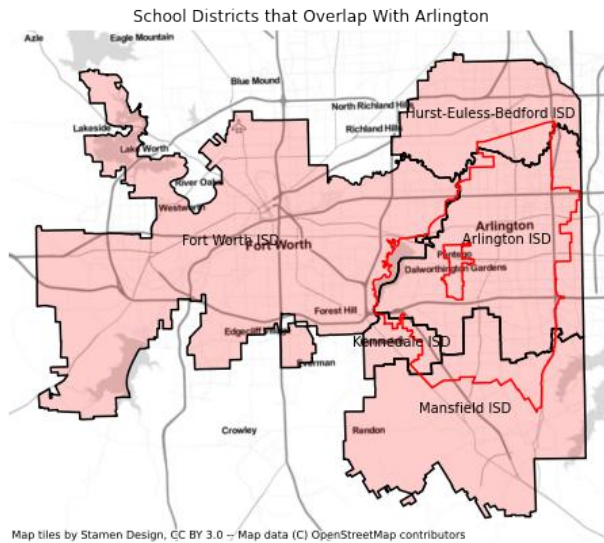 School Districts that Overlap With Arlington
Azle
Eagle Mountain
Blue Mound
North Richland Hills
Hurst-Euless-Bedford ISD
Lakeside
Richland Hills
Lake Worth
River Oaks
Westworth
Arlington
Fort Worth ISD
Fort Worth
Arlington ISD
Pantego
Dalworthington Gardens
Forest Hill
Edgecliff Village
Kennedale ISD
Everman
Mansfield ISD
Crowley
Rendon
Map tiles by Stamen Design, CC BY 3.0 -- Map data (C) OpenStreetMap contributors